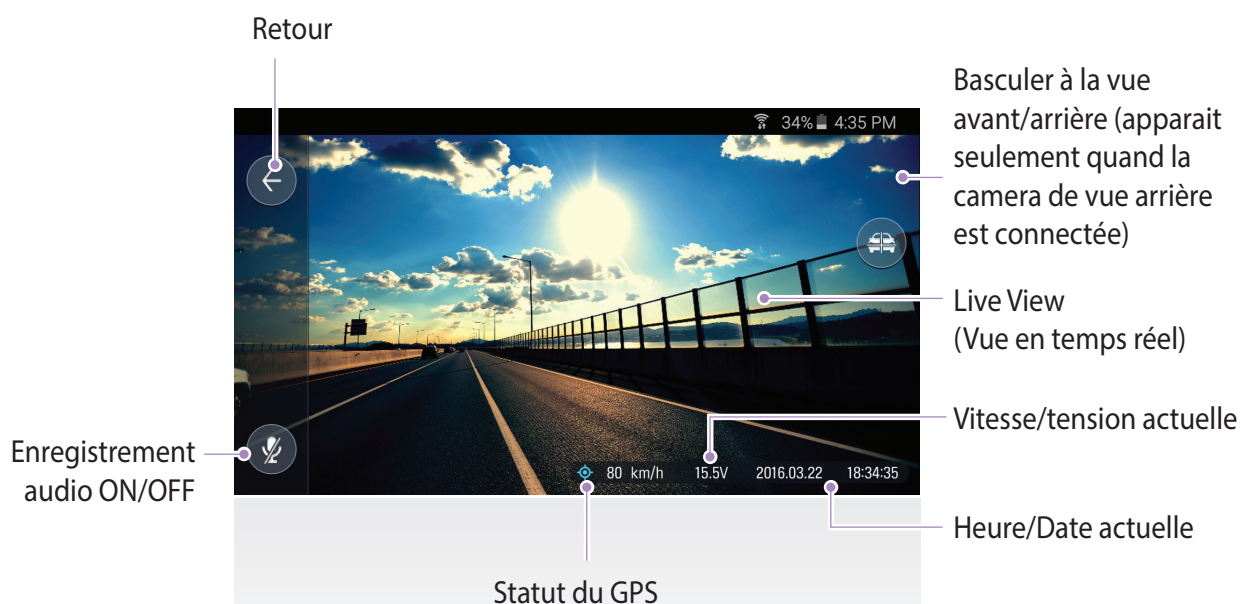 Retour
Basculer à la vue
avant/arrière (apparait
seulement quand la
camera de vue arrière
est connectée)
34% 4:35 PM
Live View
(Vue en temps réel)
Vitesse/tension actuelle
Enregistrement
audio ON/OFF
80 km/h 15.5V 2016.03.22 18:34:35
Heure/Date actuelle
Statut du GPS